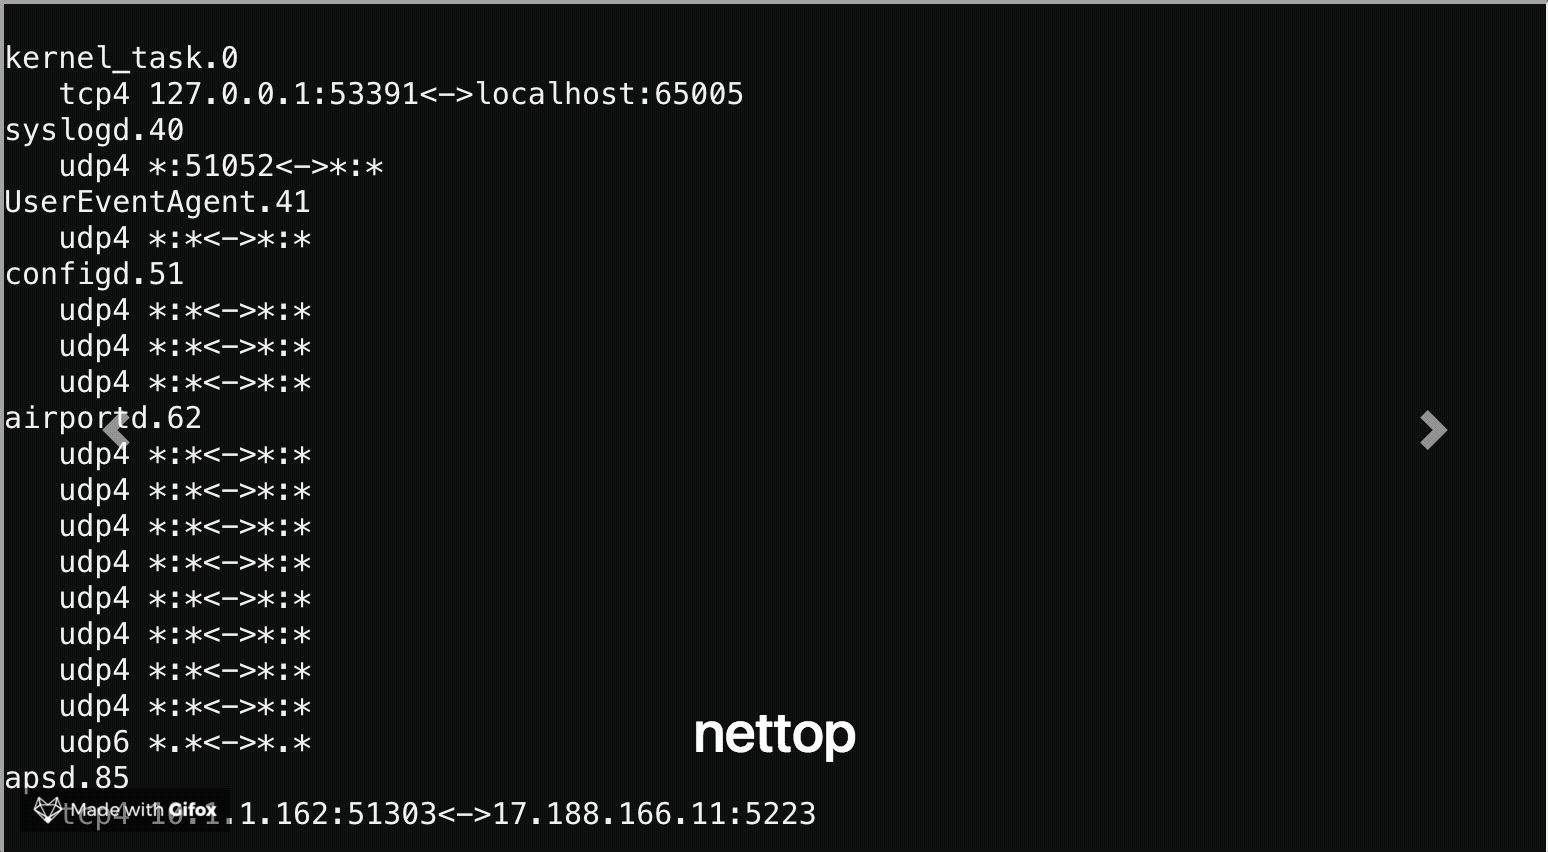 kernel_task.0
tcp4 127.0.0.1:53391<->localhost:65005
syslogd.40
udp4 *:51052<->*:*
UserEventAgent.41
udp4 *:*<->*:*
configd.51
udp4 *:*<->*:*
udp4 *:*<->*:*
udp4 *:*<->*:*
airportd.62
udp4 *:*<->*:*
udp4 *:*<->*:*
udp4 *:*<->*:*
udp4 *:*<->*:*
udp4 *:*<->*:*
udp4 *:*<->*:*
udp4 *:*<->*:*
udp4 *:*<->*:*
udp6 *.*<->*.*
nettop
apsd.85
tcp4 10.1.1.162:51303<->17.188.166.11:5223
Made with Gifox